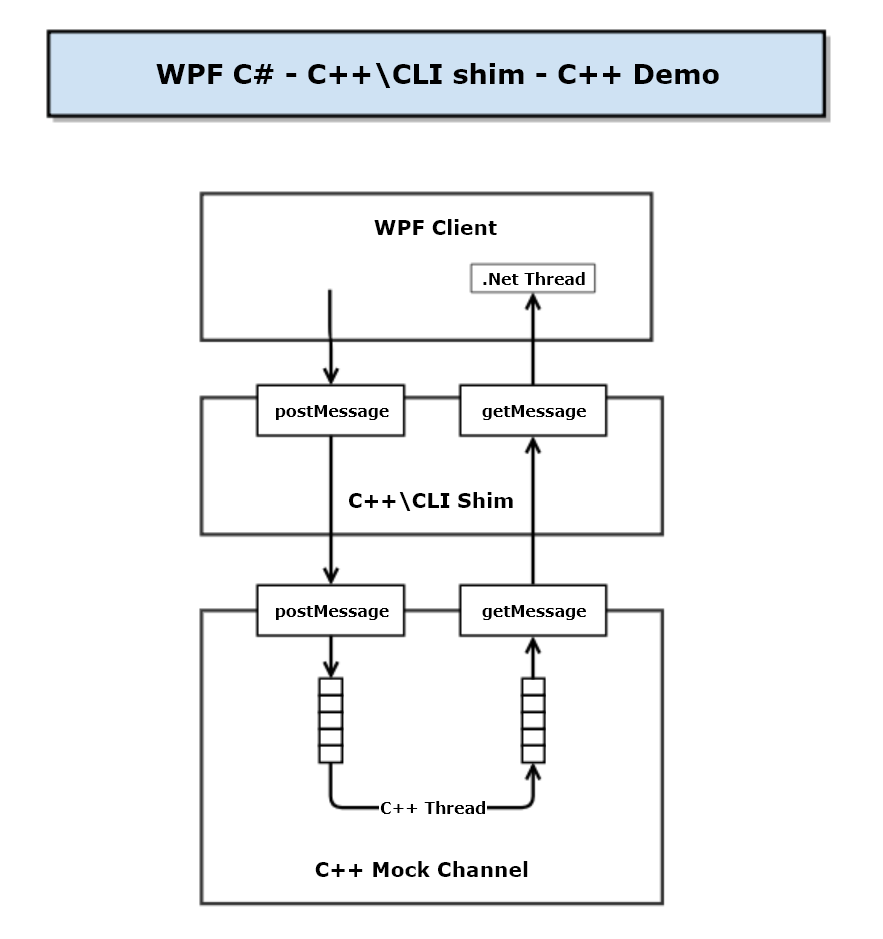 WPF C# - C++\CLI shim - C++ Demo
WPF Client
.Net Thread
postMessage
getMessage
C++\CLI Shim
postMessage
getMessage
C++ Thread
C++ Mock Channel